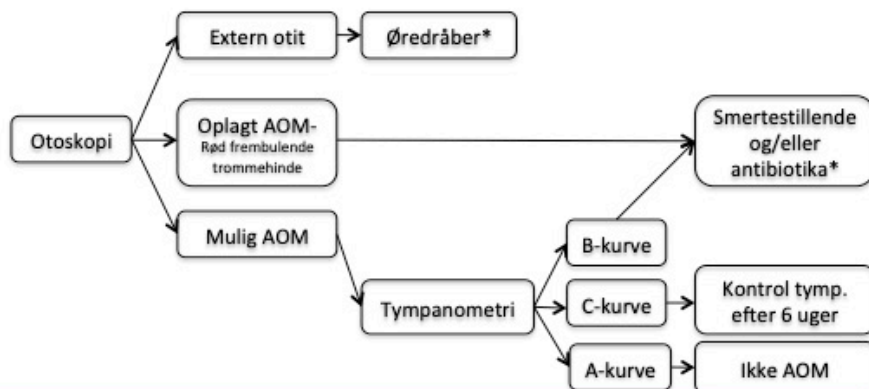 Extern otit
Øredråber*
Otoskopi
Oplagt AOM-
Rød frembulende
trommehinde
Smertestillende
og/eller
antibiotika*
Mulig AOM
B-kurve
Tympanometri
C-kurve
Kontrol tymp.
efter 6 uger
A-kurve
Ikke AOM